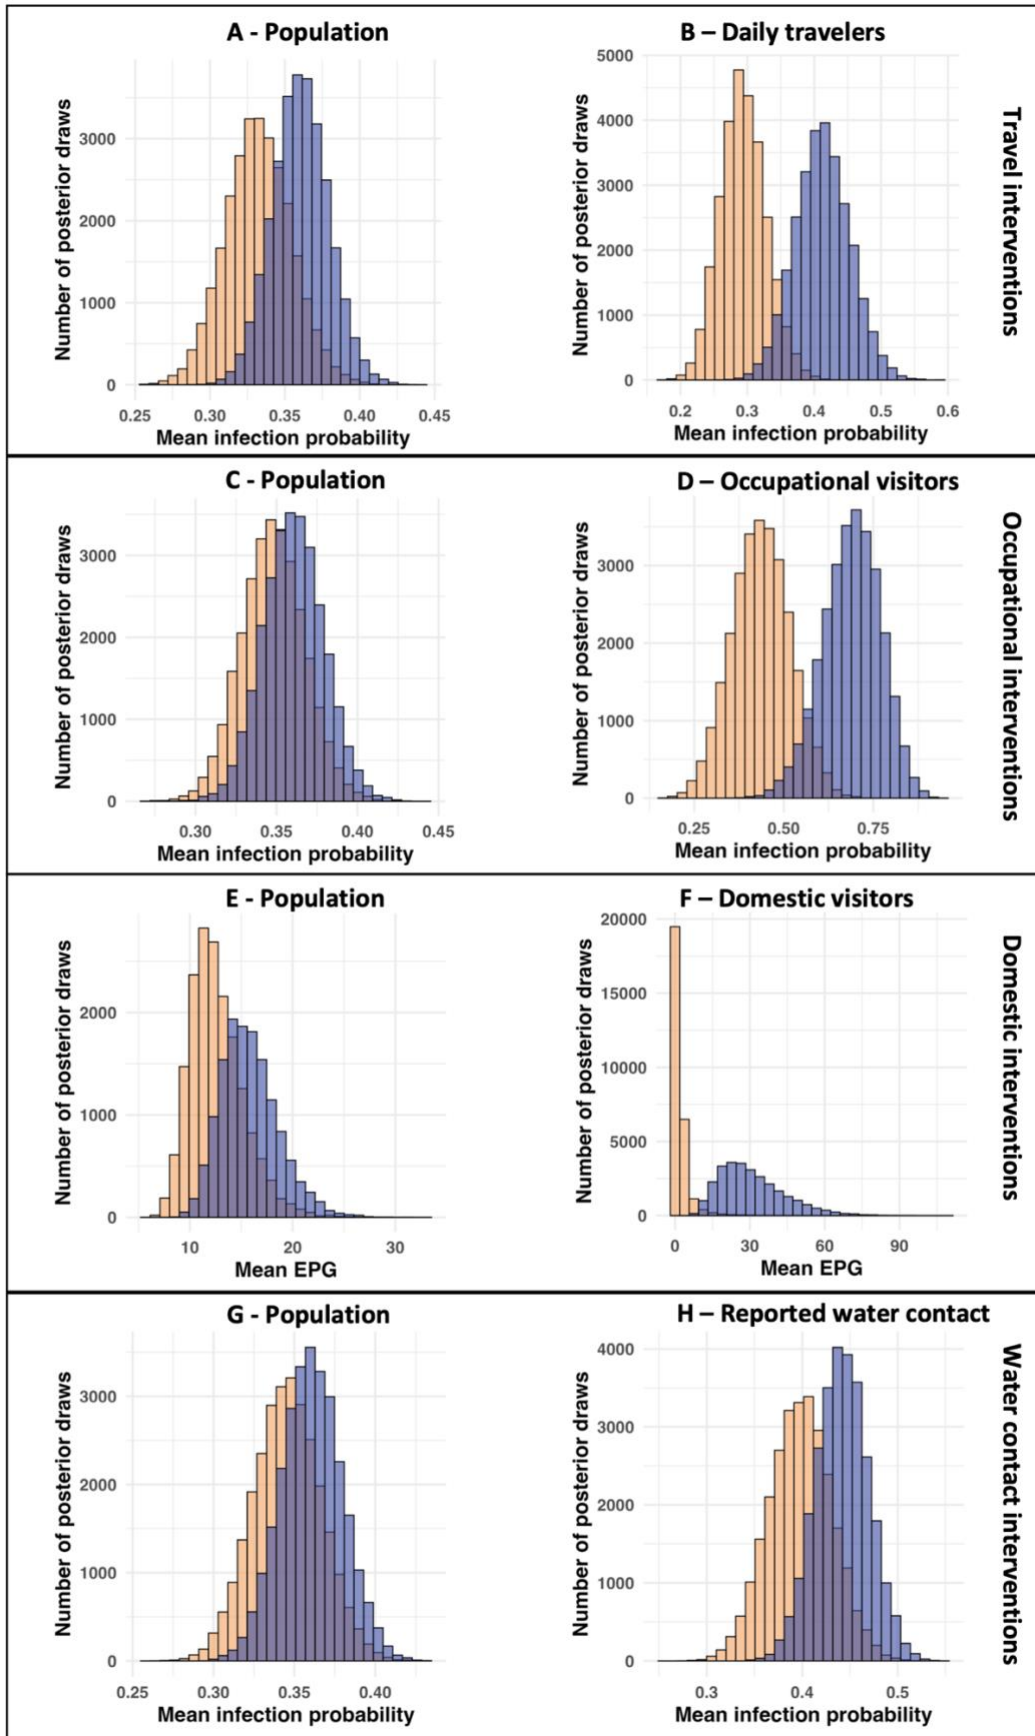 A - Population
Number of posterior draws
3000
2000
1000
0
0.25 0.30 0.35 0.40 0.45
Mean infection probability
B – Daily travelers
Number of posterior draws
5000
4000
3000
2000
1000
0
0.2 0.3 0.4 0.5 0.6
Mean infection probability
Travel interventions
C - Population
Number of posterior draws
3000
2000
1000
0
0.30 0.35 0.40 0.45
Mean infection probability
D – Occupational visitors
Number of posterior draws
3000
2000
1000
0
0.25 0.50 0.75
Mean infection probability
Occupational interventions
E - Population
Number of posterior draws
2000
1000
0
10 20 30
Mean EPG
F – Domestic visitors
Number of posterior draws
20000
15000
10000
5000
0
0 30 60 90
Mean EPG
Domestic interventions
G - Population
Number of posterior draws
3000
2000
1000
0
0.25 0.30 0.35 0.40
Mean infection probability
H – Reported water contact
Number of posterior draws
4000
3000
2000
1000
0
0.3 0.4 0.5
Mean infection probability
Water contact interventions